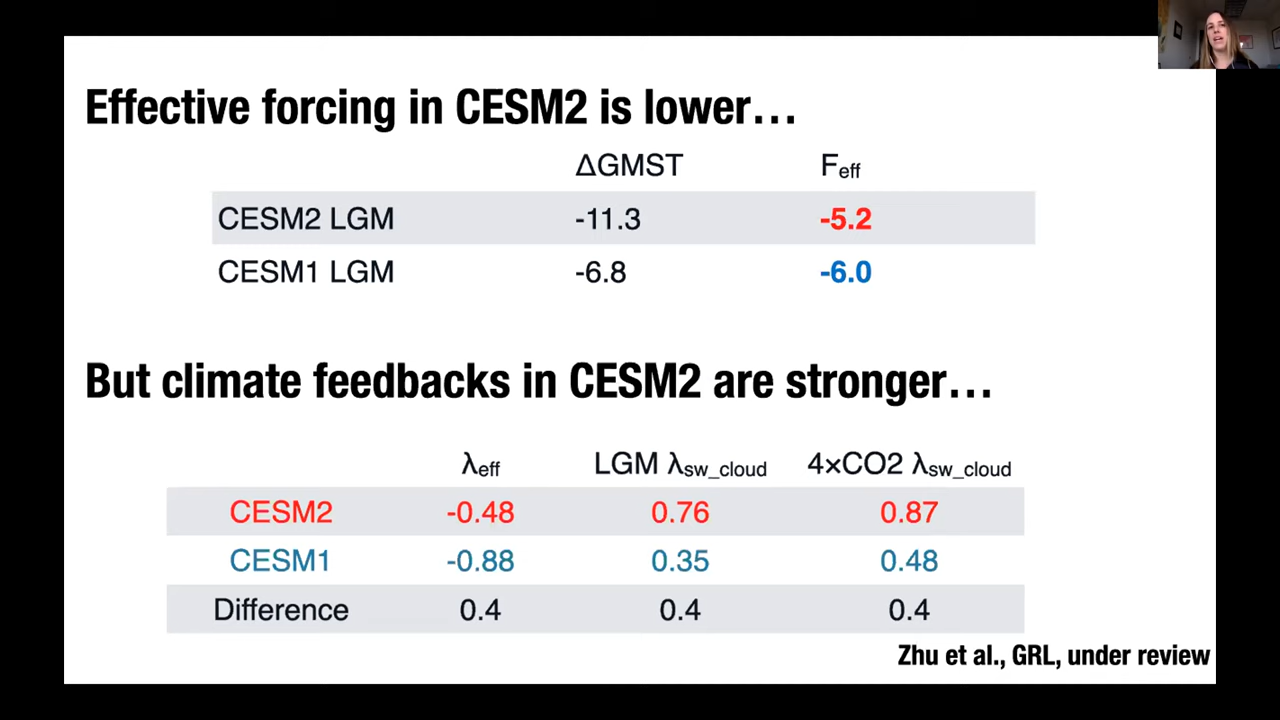 Effective forcing in CESM2 is lower…
ΔGMST F_eff
CESM2 LGM -11.3 -5.2
CESM1 LGM -6.8 -6.0
But climate feedbacks in CESM2 are stronger…
λ_eff LGM λ_sw_cloud 4×CO2 λ_sw_cloud
CESM2 -0.48 0.76 0.87
CESM1 -0.88 0.35 0.48
Difference 0.4 0.4 0.4
Zhu et al., GRL, under review